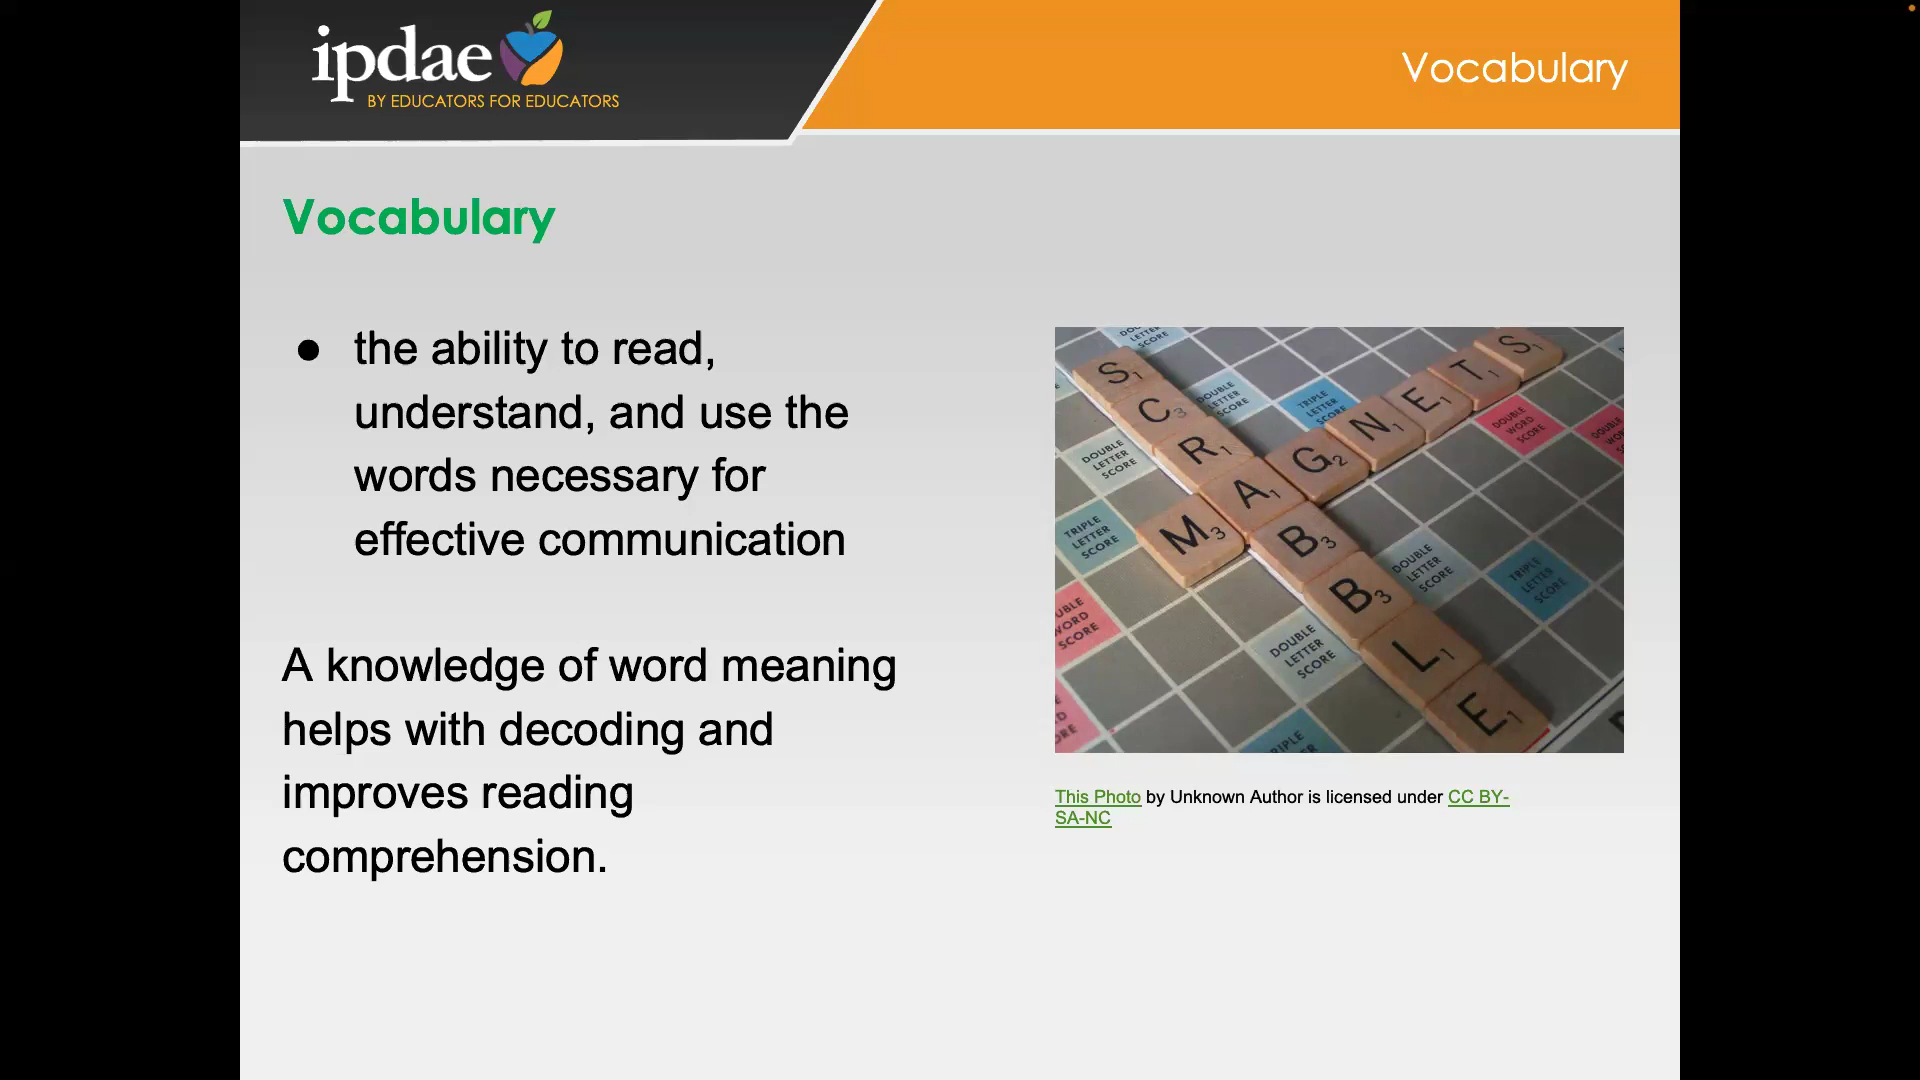 ipdae
BY EDUCATORS FOR EDUCATORS
Vocabulary
Vocabulary
● the ability to read,
understand, and use the
words necessary for
effective communication
A knowledge of word meaning
helps with decoding and
improves reading
comprehension.
SCRABBLE
MAGNETS
DOUBLE
LETTER
SCORE
TRIPLE
LETTER
SCORE
DOUBLE
WORD
SCORE
DOUBLE
LETTER
SCORE
TRIPLE
LETTER
SCORE
DOUBLE
LETTER
SCORE
TRIPLE
LETTER
SCORE
DOUBLE
LETTER
SCORE
This Photo by Unknown Author is licensed under CC BY-
SA-NC